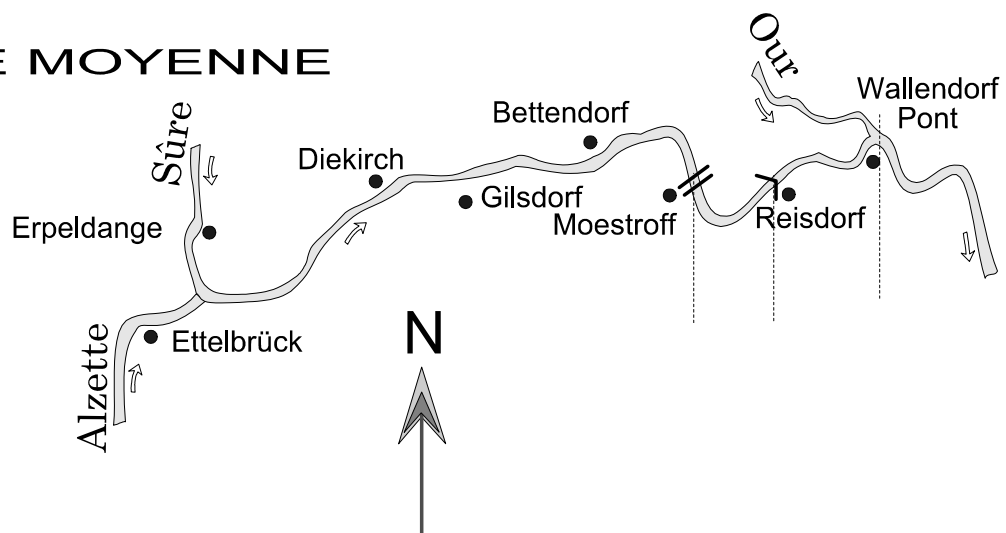 E MOYENNE
Our
Wallendorf
Pont
Sûre
Bettendorf
Diekirch
Gilsdorf
Moestroff
Reisdorf
Erpeldange
Ettelbrück
Alzette
N